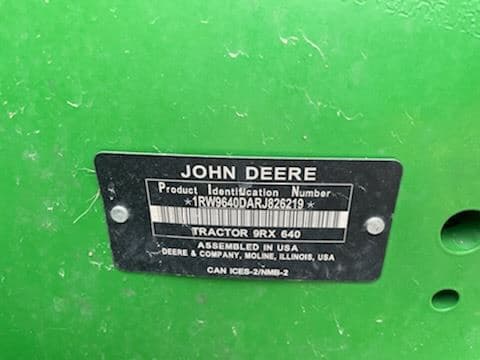 JOHN DEERE
Product Identification Number
*1RW9640DARJ826219*
TRACTOR 9RX 640
ASSEMBLED IN USA
DEERE & COMPANY, MOLINE, ILLINOIS, USA
CAN ICES-2/NMB-2